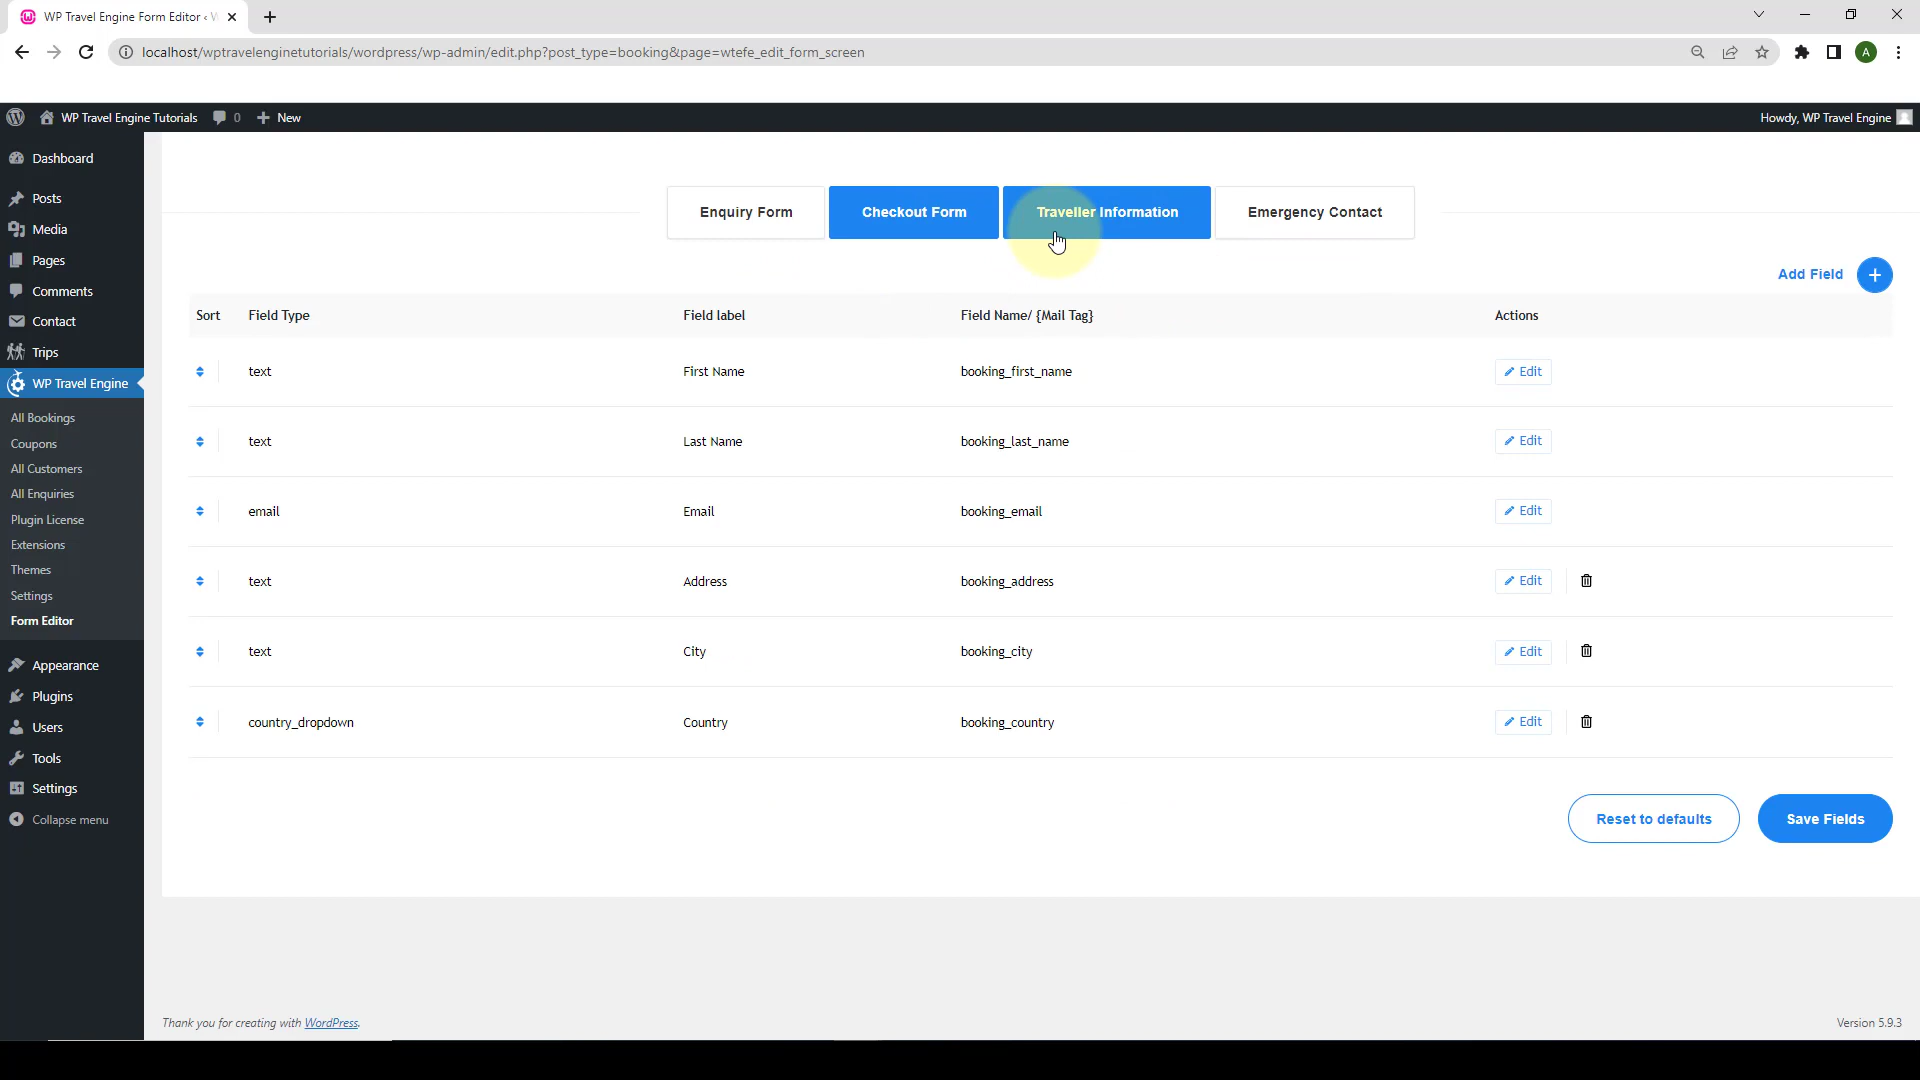 WP Travel Engine Form Editor ‹ W
localhost/wptravelenginetutorials/wordpress/wp-admin/edit.php?post_type=booking&page=wtefe_edit_form_screen
A
WP Travel Engine Tutorials
0
New
Howdy, WP Travel Engine
Dashboard
Posts
Media
Pages
Comments
Contact
Trips
WP Travel Engine
All Bookings
Coupons
All Customers
All Enquiries
Plugin License
Extensions
Themes
Settings
Form Editor
Appearance
Plugins
Users
Tools
Settings
Collapse menu
Enquiry Form
Checkout Form
Traveller Information
Emergency Contact
Add Field
Sort Field Type Field label Field Name/ {Mail Tag} Actions
text First Name booking_first_name Edit
text Last Name booking_last_name Edit
email Email booking_email Edit
text Address booking_address Edit
text City booking_city Edit
country_dropdown Country booking_country Edit
Reset to defaults
Save Fields
Thank you for creating with WordPress.
Version 5.9.3